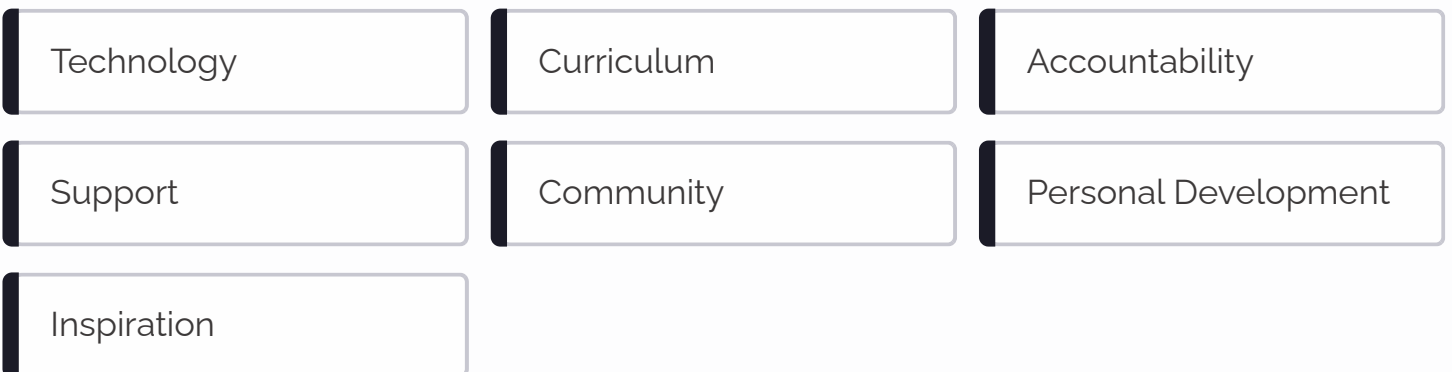 Technology
Curriculum
Accountability
Support
Community
Personal Development
Inspiration